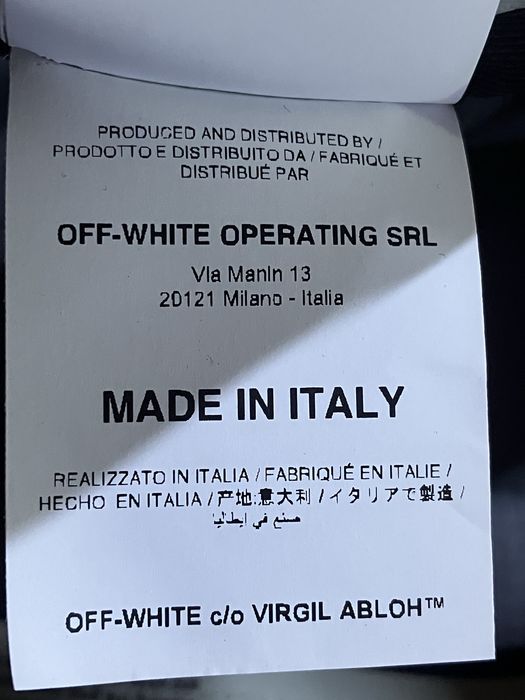 PRODUCED AND DISTRIBUTED BY /
PRODOTTO E DISTRIBUITO DA / FABRIQUÉ ET
DISTRIBUÉ PAR
OFF-WHITE OPERATING SRL
Via Manin 13
20121 Milano - Italia
MADE IN ITALY
REALIZZATO IN ITALIA / FABRIQUÉ EN ITALIE /
HECHO EN ITALIA / 产地:意大利 / イタリアで製造 /
صنع في إيطاليا
OFF-WHITE c/o VIRGIL ABLOH™